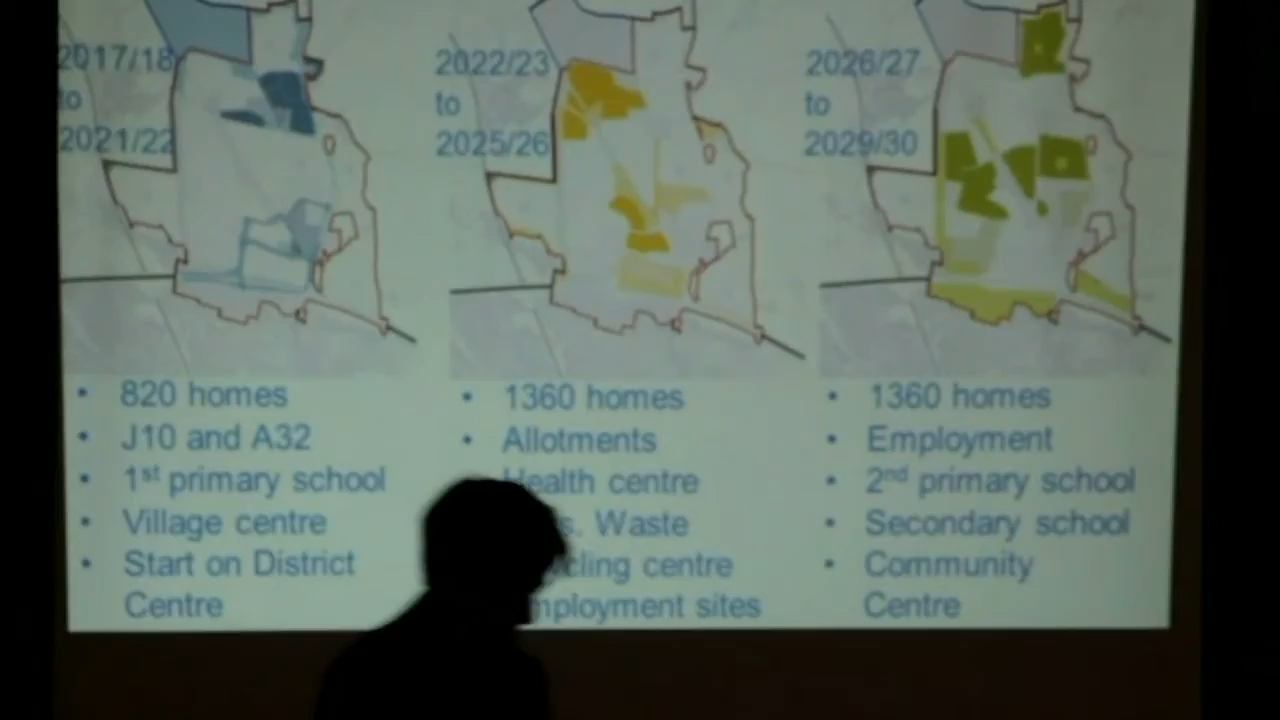 2017/18
to
2021/22
• 820 homes
• J10 and A32
• 1st primary school
• Village centre
• Start on District
Centre
2022/23
to
2025/26
• 1360 homes
• Allotments
• Health centre
Waste
centre
sites
2026/27
to
2029/30
• 1360 homes
• Employment
• 2nd primary school
• Secondary school
• Community
Centre